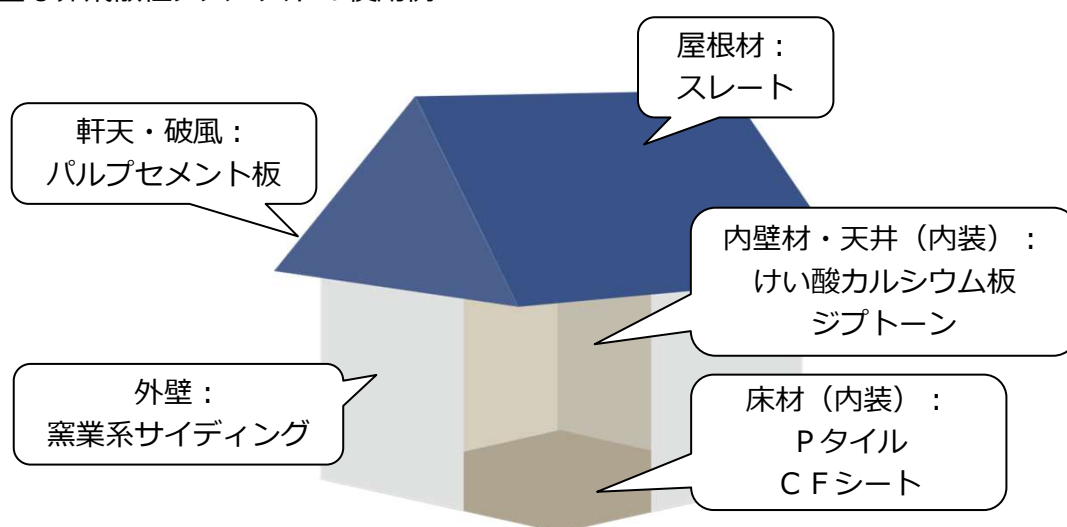 屋根材：
スレート
軒天・破風：
パルプセメント板
内壁材・天井（内装）：
けい酸カルシウム板
ジプトーン
外壁：
窯業系サイディング
床材（内装）：
Ｐタイル
ＣＦシート